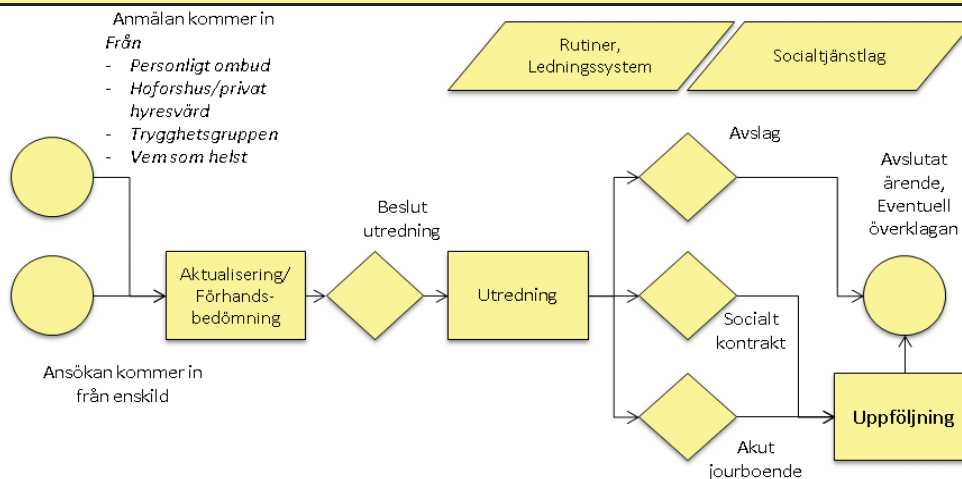 Anmälan kommer in
Från
- Personligt ombud
- Hoforshus/privat
hyresvärd
- Trygghetsgruppen
- Vem som helst
Rutiner,
Ledningssystem
Socialtjänstlag
Avslag
Avslutat
ärende,
Eventuell
överklagan
Beslut
utredning
Aktualisering/
Förhands-
bedömning
Utredning
Socialt
kontrakt
Ansökan kommer in
från enskild
Uppföljning
Akut
jourboende